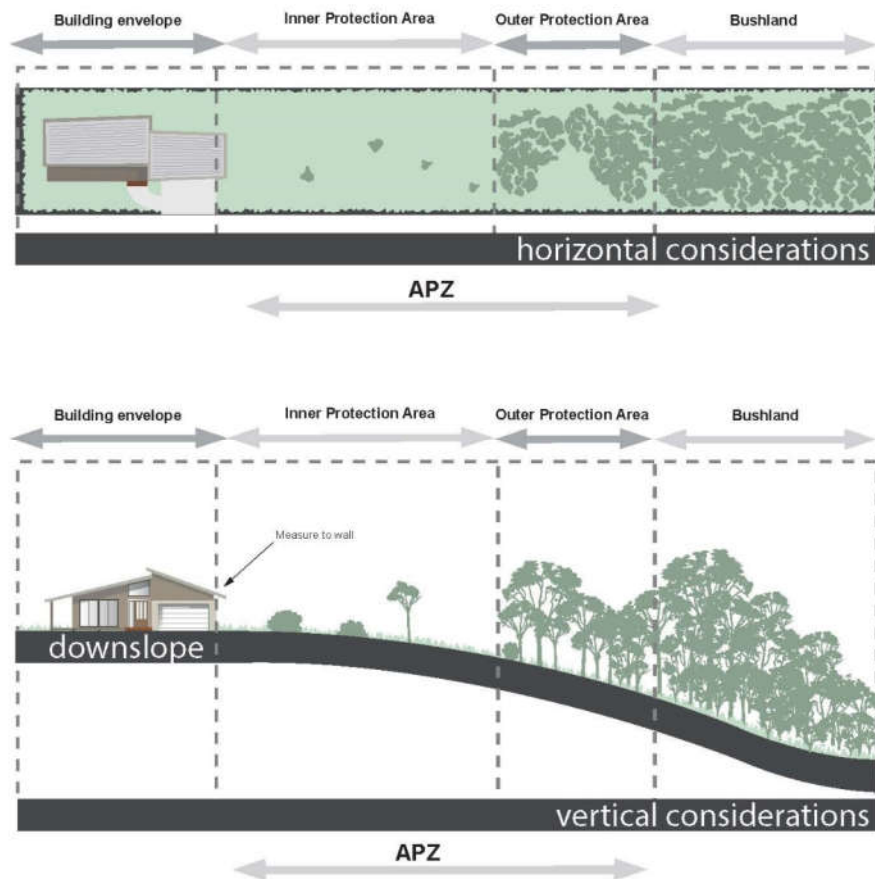 Building envelope
Inner Protection Area
Outer Protection Area
Bushland
horizontal considerations
APZ
Building envelope
Inner Protection Area
Outer Protection Area
Bushland
Measure to wall
downslope
vertical considerations
APZ